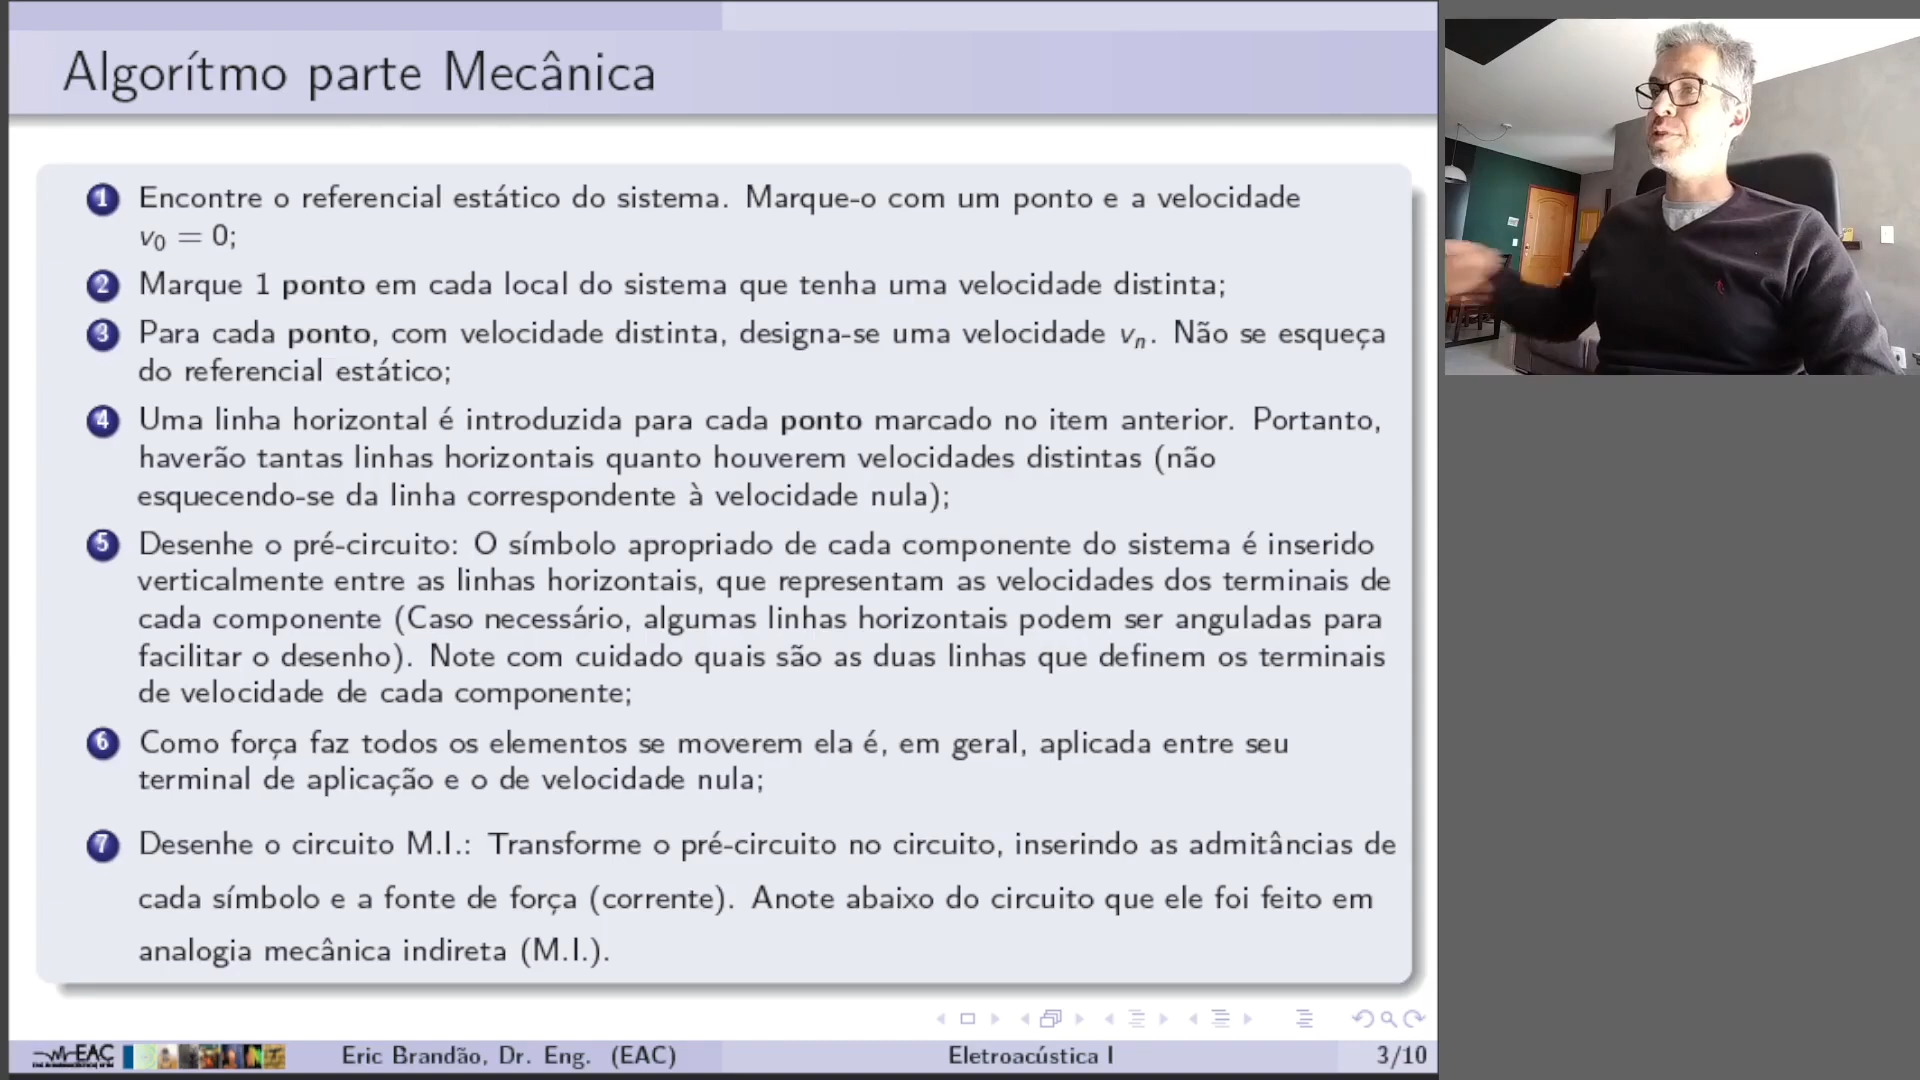 Algorítmo parte Mecânica
1 Encontre o referencial estático do sistema. Marque-o com um ponto e a velocidade
v₀ = 0;
2 Marque 1 ponto em cada local do sistema que tenha uma velocidade distinta;
3 Para cada ponto, com velocidade distinta, designa-se uma velocidade vₙ. Não se esqueça
do referencial estático;
4 Uma linha horizontal é introduzida para cada ponto marcado no item anterior. Portanto,
haverão tantas linhas horizontais quanto houverem velocidades distintas (não
esquecendo-se da linha correspondente à velocidade nula);
5 Desenhe o pré-circuito: O símbolo apropriado de cada componente do sistema é inserido
verticalmente entre as linhas horizontais, que representam as velocidades dos terminais de
cada componente (Caso necessário, algumas linhas horizontais podem ser anguladas para
facilitar o desenho). Note com cuidado quais são as duas linhas que definem os terminais
de velocidade de cada componente;
6 Como força faz todos os elementos se moverem ela é, em geral, aplicada entre seu
terminal de aplicação e o de velocidade nula;
7 Desenhe o circuito M.I.: Transforme o pré-circuito no circuito, inserindo as admitâncias de
cada símbolo e a fonte de força (corrente). Anote abaixo do circuito que ele foi feito em
analogia mecânica indireta (M.I.).
EAC
Eric Brandão, Dr. Eng. (EAC)
Eletroacústica I
3/10